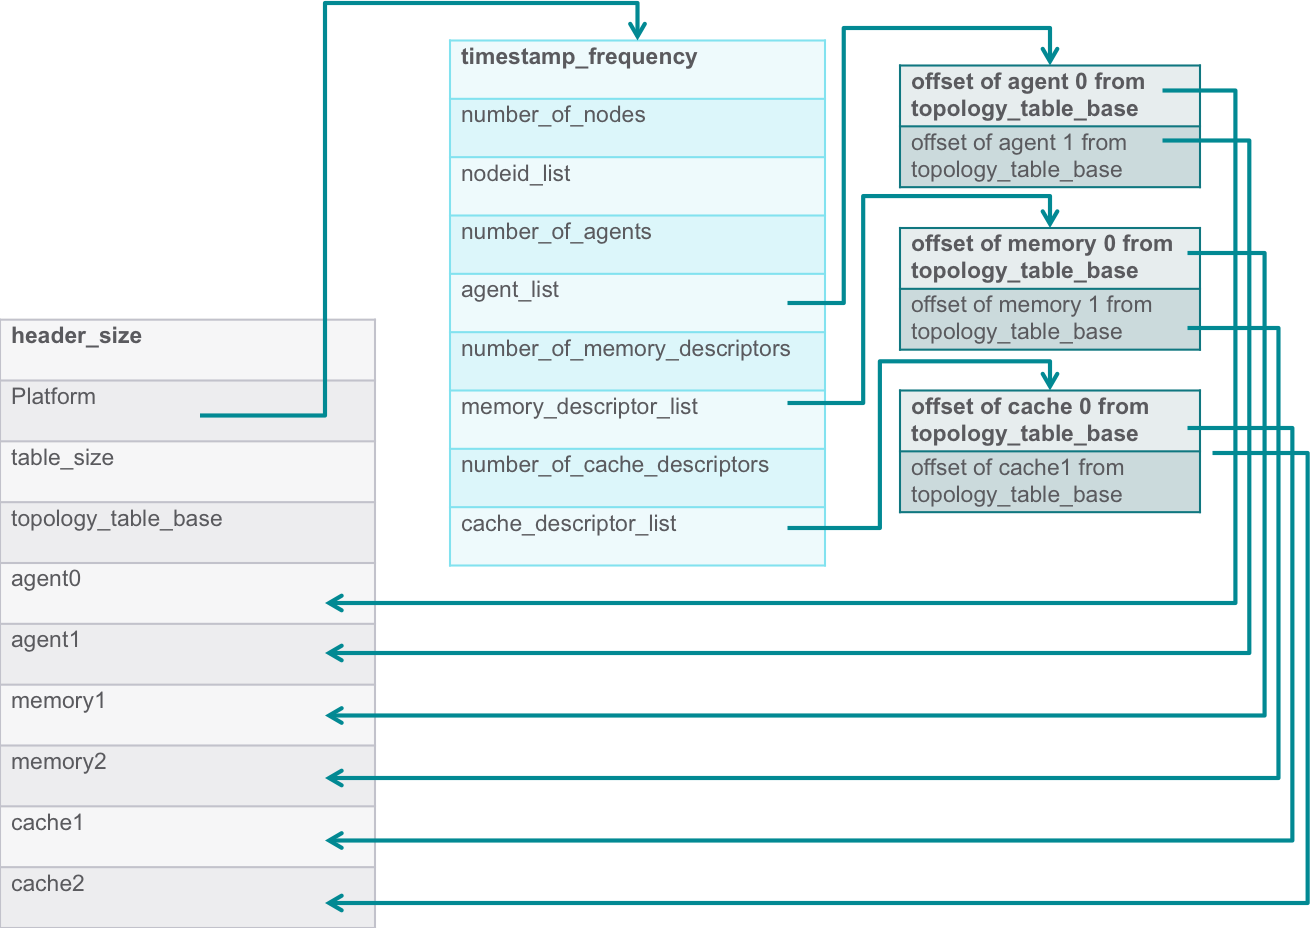 timestamp_frequency
number_of_nodes
nodeid_list
number_of_agents
agent_list
number_of_memory_descriptors
memory_descriptor_list
number_of_cache_descriptors
cache_descriptor_list
offset of agent 0 from
topology_table_base
offset of agent 1 from
topology_table_base
offset of memory 0 from
topology_table_base
offset of memory 1 from
topology_table_base
offset of cache 0 from
topology_table_base
offset of cache1 from
topology_table_base
header_size
Platform
table_size
topology_table_base
agent0
agent1
memory1
memory2
cache1
cache2